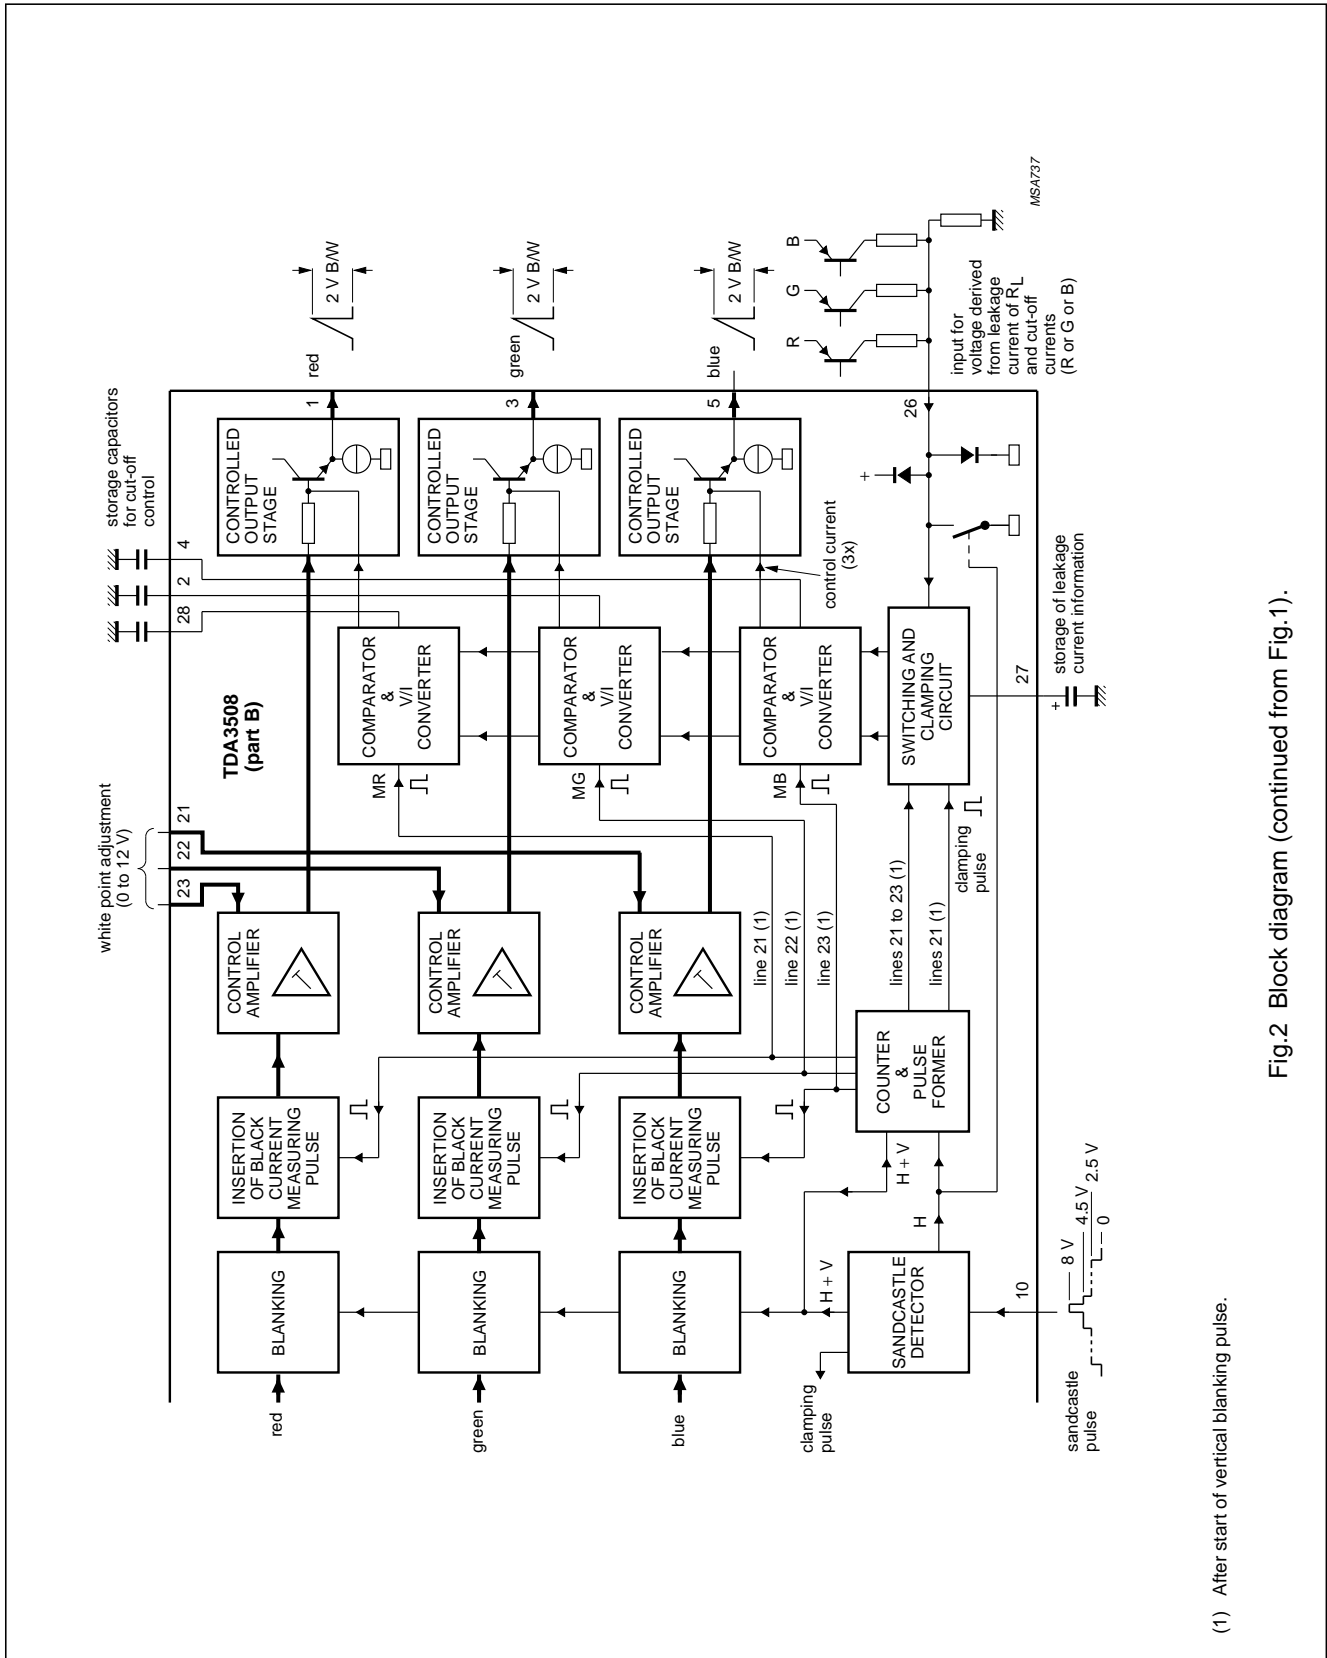 white point adjustment
(0 to 12 V)
23
22
21
storage capacitors
for cut-off
control
28
2
4
TDA3508
(part B)
red
BLANKING
INSERTION
OF BLACK
CURRENT
MEASURING
PULSE
CONTROL
AMPLIFIER
COMPARATOR
&
V/I
CONVERTER
MR
CONTROLLED
OUTPUT
STAGE
1
red
2 V B/W
green
BLANKING
INSERTION
OF BLACK
CURRENT
MEASURING
PULSE
CONTROL
AMPLIFIER
COMPARATOR
&
V/I
CONVERTER
MG
CONTROLLED
OUTPUT
STAGE
3
green
2 V B/W
blue
BLANKING
INSERTION
OF BLACK
CURRENT
MEASURING
PULSE
CONTROL
AMPLIFIER
line 21 (1)
line 22 (1)
line 23 (1)
MB
COMPARATOR
&
V/I
CONVERTER
CONTROLLED
OUTPUT
STAGE
5
blue
2 V B/W
control current
(3x)
clamping
pulse
H + V
SANDCASTLE
DETECTOR
H
H + V
COUNTER
&
PULSE
FORMER
lines 21 to 23 (1)
lines 21 (1)
clamping
pulse
SWITCHING AND
CLAMPING
CIRCUIT
+
26
R
G
B
input for
voltage derived
from leakage
current of RL
and cut-off
currents
(R or G or B)
MSA737
10
sandcastle
pulse
8 V
4.5 V
2.5 V
0
27
+
storage of leakage
current information
(1) After start of vertical blanking pulse.
Fig.2 Block diagram (continued from Fig.1).